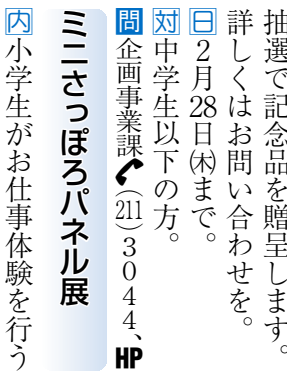 抽選で記念品を贈呈します。
詳しくはお問い合わせを。
日2月28日㈭まで。
対中学生以下の方。
問企画事業課📞(211)3044、HP
ミニさっぽろパネル展
内小学生がお仕事体験を行う